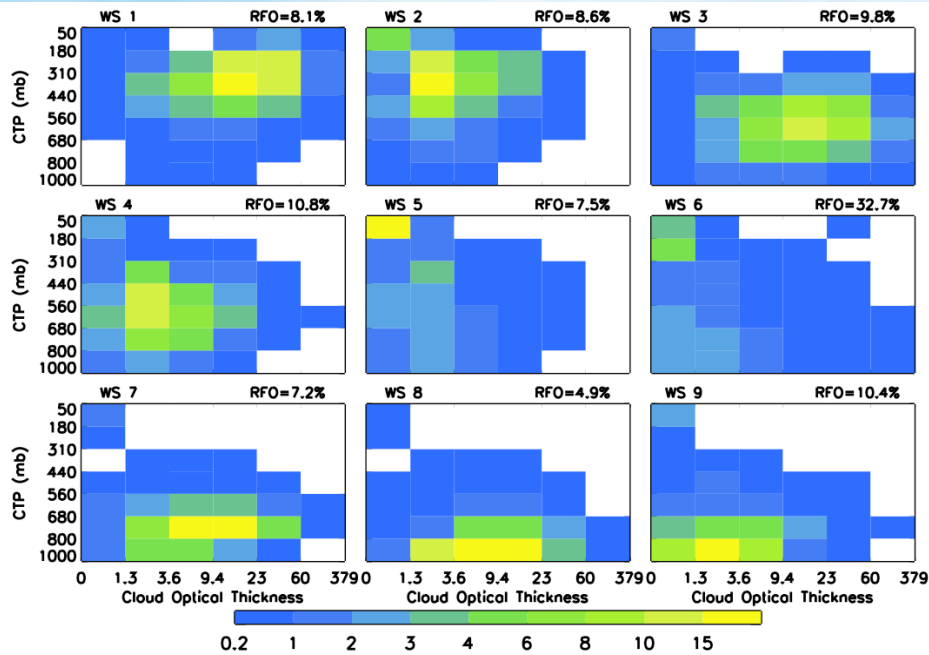 WS 1 RFO=8.1% WS 2 RFO=8.6% WS 3 RFO=9.8%
50
180
310
440
560
680
800
1000
CTP (mb)
WS 4 RFO=10.8% WS 5 RFO=7.5% WS 6 RFO=32.7%
50
180
310
440
560
680
800
1000
CTP (mb)
WS 7 RFO=7.2% WS 8 RFO=4.9% WS 9 RFO=10.4%
50
180
310
440
560
680
800
1000
CTP (mb)
0 1.3 3.6 9.4 23 60 379 0 1.3 3.6 9.4 23 60 379 0 1.3 3.6 9.4 23 60 379
Cloud Optical Thickness Cloud Optical Thickness Cloud Optical Thickness
0.2 1 2 3 4 6 8 10 15